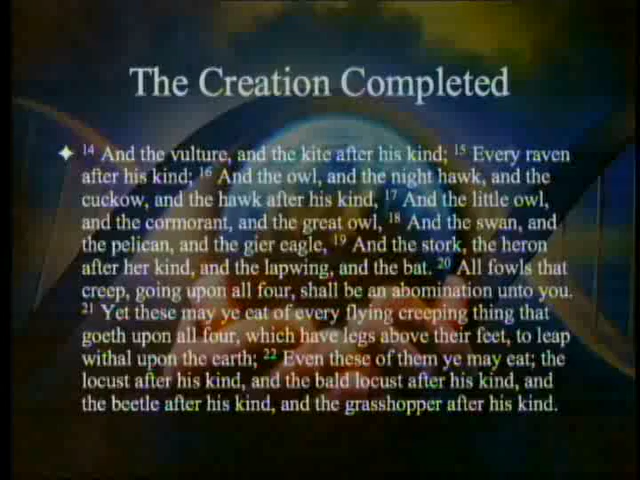 The Creation Completed
14 And the vulture, and the kite after his kind; 15 Every raven
after his kind; 16 And the owl, and the night hawk, and the
cuckow, and the hawk after his kind, 17 And the little owl,
and the cormorant, and the great owl, 18 And the swan, and
the pelican, and the gier eagle, 19 And the stork, the heron
after her kind, and the lapwing, and the bat. 20 All fowls that
creep, going upon all four, shall be an abomination unto you.
21 Yet these may ye eat of every flying creeping thing that
goeth upon all four, which have legs above their feet, to leap
withal upon the earth; 22 Even these of them ye may eat; the
locust after his kind, and the bald locust after his kind, and
the beetle after his kind, and the grasshopper after his kind.